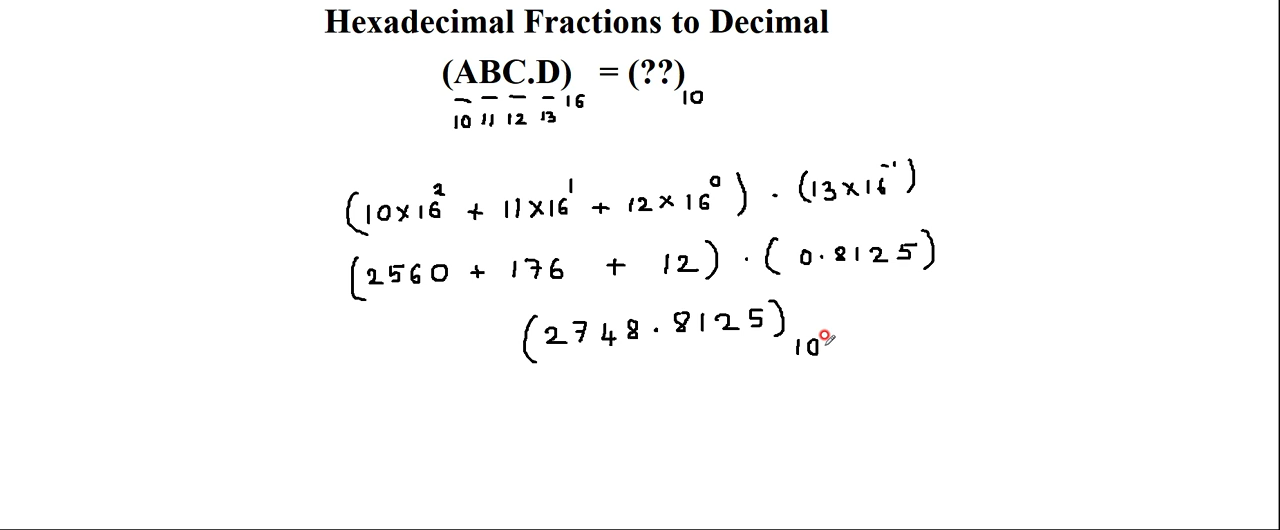 Hexadecimal Fractions to Decimal
(ABC.D)₁₆ = (??)₁₀
10 11 12 13
(10×16² + 11×16¹ + 12×16⁰) . (13×16⁻¹)
(2560 + 176 + 12) . (0.8125)
(2748.8125)₁₀